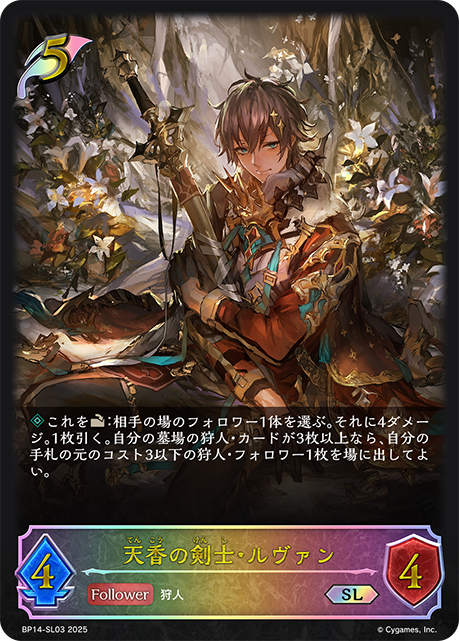 5
これを:相手の場のフォロワー1体を選ぶ。それに4ダメー
ジ。1枚引く。自分の墓場の狩人・カードが3枚以上なら、自分の
手札の元のコスト3以下の狩人・フォロワー1枚を場に出してよ
い。
てんこう けんし
天香の剣士・ルヴァン
4
Follower 狩人
SL
4
BP14-SL03 2025
© Cygames, Inc.